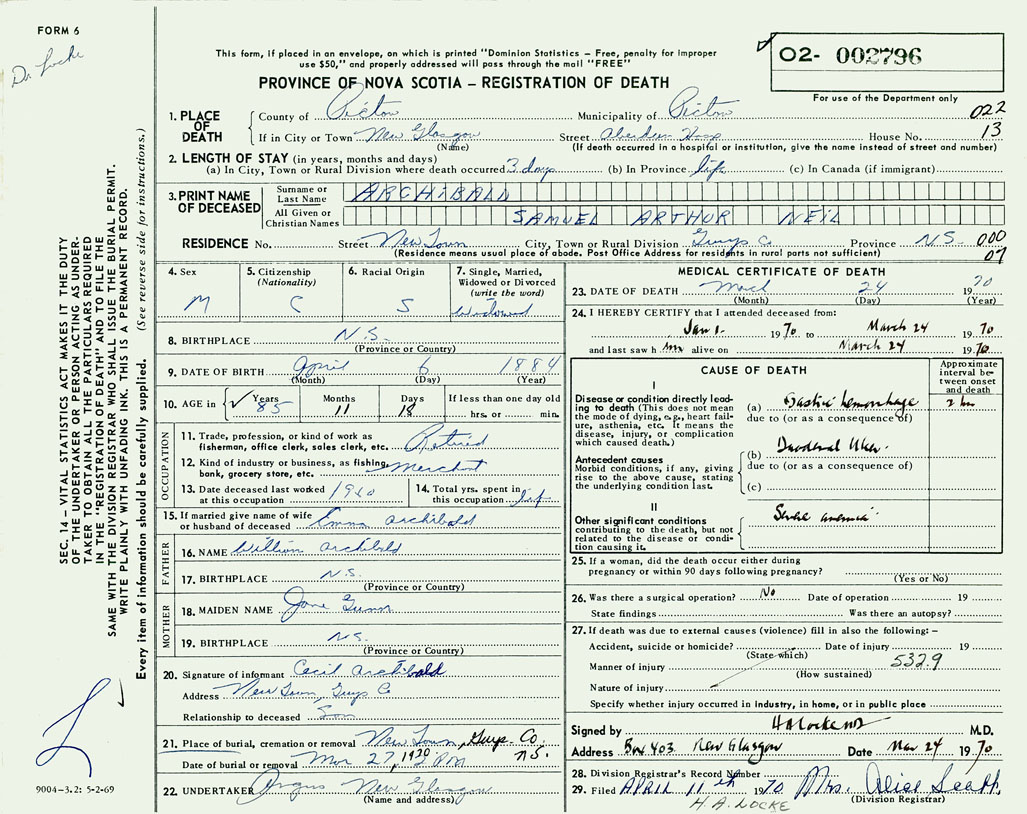 FORM 6
Dr Locke
This form, if placed in an envelope, on which is printed "Dominion Statistics – Free, penalty for improper
use $50," and properly addressed will pass through the mail "FREE"
PROVINCE OF NOVA SCOTIA – REGISTRATION OF DEATH
O2- 002796
For use of the Department only
1. PLACE OF DEATH
County of Pictou Municipality of Pictou 022
If in City or Town New Glasgow Street Aberdeen Hosp House No. 13
(Name) (If death occurred in a hospital or institution, give the name instead of street and number)
2. LENGTH OF STAY (in years, months and days)
(a) In City, Town or Rural Division where death occurred 3 days (b) In Province life (c) In Canada (if immigrant)
3. PRINT NAME OF DECEASED
Surname or Last Name ARCHIBALD
All Given or Christian Names SAMUEL ARTHUR NEIL
RESIDENCE No. Street New Town City, Town or Rural Division Guys Co Province N.S. 000
(Residence means usual place of abode. Post Office Address for residents in rural parts not sufficient) 07
4. Sex M
5. Citizenship (Nationality) C
6. Racial Origin S
7. Single, Married, Widowed or Divorced (write the word) Widowed
8. BIRTHPLACE N.S.
(Province or Country)
9. DATE OF BIRTH April 6 1884
(Month) (Day) (Year)
10. AGE in Years 85 Months 11 Days 18 If less than one day old hrs. or min.
OCCUPATION
11. Trade, profession, or kind of work as fisherman, office clerk, sales clerk, etc. Retired
12. Kind of industry or business, as fishing, bank, grocery store, etc. Merchant
13. Date deceased last worked at this occupation
14. Total yrs. spent in this occupation life
15. If married give name of wife or husband of deceased Emma Archibald
FATHER
16. NAME William Archibald
17. BIRTHPLACE N.S.
(Province or Country)
MOTHER
18. MAIDEN NAME Jane Gunn
19. BIRTHPLACE N.S.
(Province or Country)
20. Signature of informant Cecil Archibald
Address New Town, Guys Co
Relationship to deceased Son
21. Place of burial, cremation or removal New Town, Guys. Co. N.S.
Date of burial or removal Mar 27, 1970 PM
22. UNDERTAKER Angus New Glasgow
(Name and address)
MEDICAL CERTIFICATE OF DEATH
23. DATE OF DEATH March 24 70
(Month) (Day) (Year)
24. I HEREBY CERTIFY that I attended deceased from:
Jan 1. 1970 to March 24 1970
and last saw him alive on March 24 1970
CAUSE OF DEATH
Approximate interval between onset and death
I
Disease or condition directly leading to death (This does not mean the mode of dying, e.g., heart failure, asthenia, etc. It means the disease, injury, or complication which caused death.)
(a) Gastric hemorrhage 2 hr
due to (or as a consequence of)
Antecedent causes
Morbid conditions, if any, giving rise to the above cause, stating the underlying condition last.
(b) Duodenal Ulcer.
due to (or as a consequence of)
(c)
II
Other significant conditions
contributing to the death, but not related to the disease or condition causing it.
Severe anemia
25. If a woman, did the death occur either during
pregnancy or within 90 days following pregnancy?
(Yes or No)
26. Was there a surgical operation? No Date of operation 19
State findings Was there an autopsy?
27. If death was due to external causes (violence) fill in also the following: –
Accident, suicide or homicide? Date of injury 19
(State which) 532.9
Manner of injury
(How sustained)
Nature of injury
Specify whether injury occurred in industry, in home, or in public place
Signed by H A Locke MD M.D.
Address Box 403 New Glasgow Date Mar 24 1970
28. Division Registrar's Record Number
29. Filed APRIL 11th 1970 Mrs. Alice
H. A. LOCKE (Division Registrar)
SEC. 14 – VITAL STATISTICS ACT MAKES IT THE DUTY
OF THE UNDERTAKER OR PERSON ACTING AS UNDER-
TAKER TO OBTAIN ALL THE PARTICULARS REQUIRED
IN THE "REGISTRATION OF DEATH" AND TO FILE THE
SAME WITH THE DIVISION REGISTRAR WHO SHALL ISSUE THE BURIAL PERMIT.
WRITE PLAINLY WITH UNFADING INK. THIS IS A PERMANENT RECORD.
Every item of information should be carefully supplied. (See reverse side for instructions.)
9004-3.2: 5-2-69